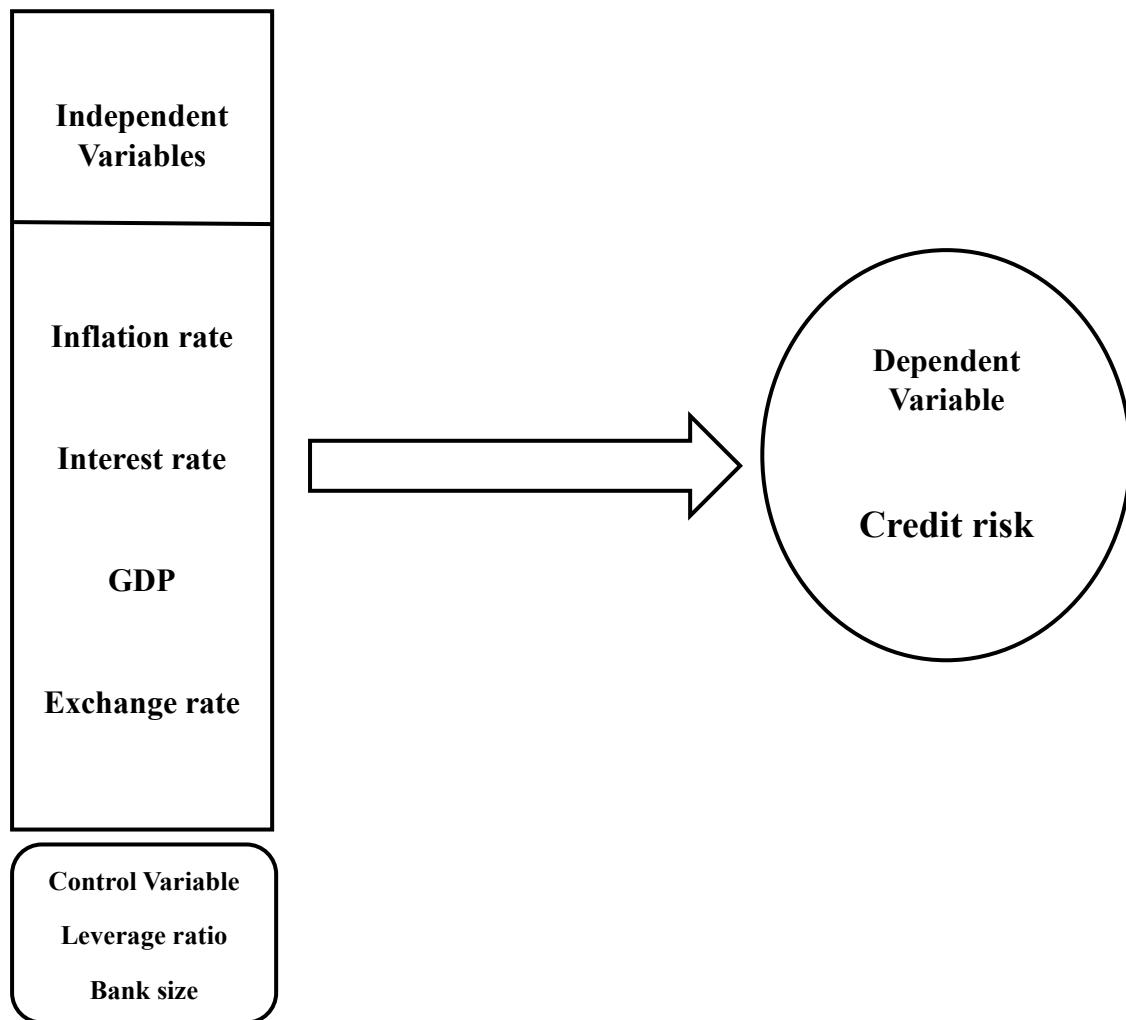 Independent
Variables
Inflation rate
Interest rate
GDP
Exchange rate
Control Variable
Leverage ratio
Bank size
Dependent
Variable
Credit risk